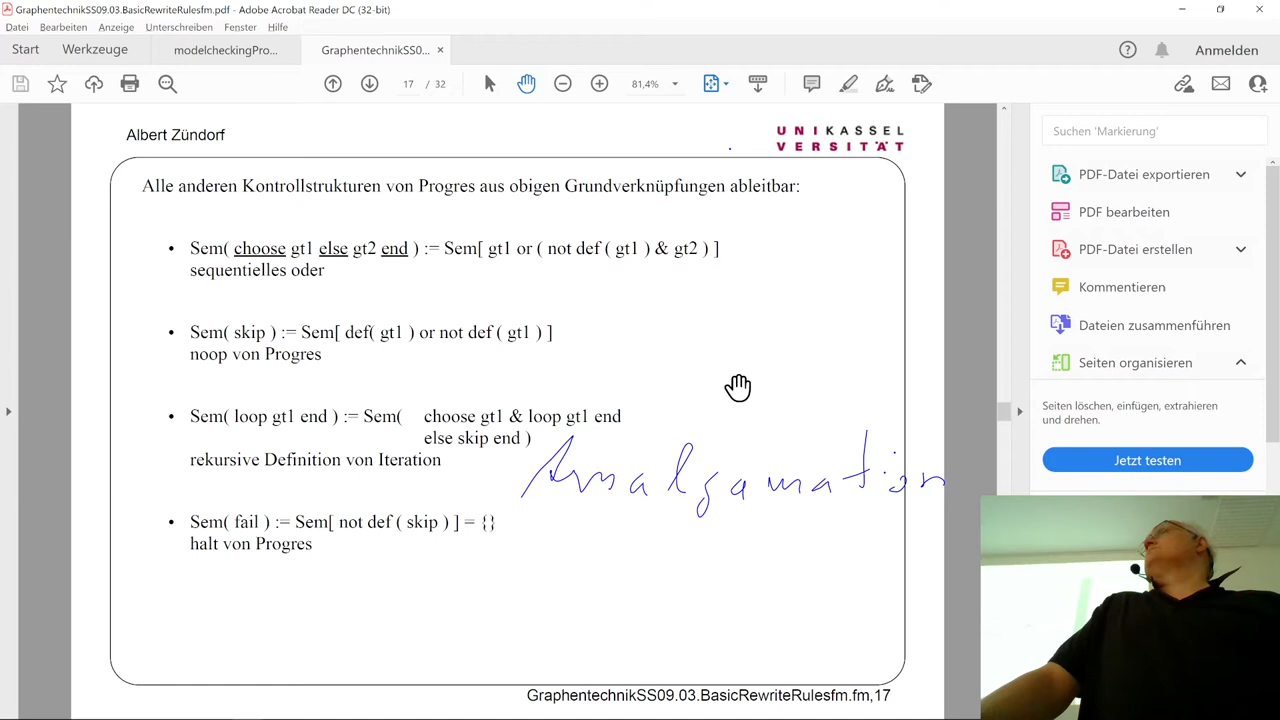 GraphentechnikSS09.03.BasicRewriteRulesfm.pdf - Adobe Acrobat Reader DC (32-bit)
Datei Bearbeiten Anzeige Unterschreiben Fenster Hilfe
Start Werkzeuge modelcheckingPro... GraphentechnikSS0... × Anmelden
17 / 32 81,4%
Albert Zündorf
UNIKASSEL
VERSITÄT
Alle anderen Kontrollstrukturen von Progres aus obigen Grundverknüpfungen ableitbar:
• Sem( choose gt1 else gt2 end ) := Sem[ gt1 or ( not def ( gt1 ) & gt2 ) ]
sequentielles oder
• Sem( skip ) := Sem[ def( gt1 ) or not def ( gt1 ) ]
noop von Progres
• Sem( loop gt1 end ) := Sem( choose gt1 & loop gt1 end
else skip end )
rekursive Definition von Iteration
Amalgamation
• Sem( fail ) := Sem[ not def ( skip ) ] = {}
halt von Progres
GraphentechnikSS09.03.BasicRewriteRulesfm.fm,17
Suchen 'Markierung'
PDF-Datei exportieren
PDF bearbeiten
PDF-Datei erstellen
Kommentieren
Dateien zusammenführen
Seiten organisieren
Seiten löschen, einfügen, extrahieren
und drehen.
Jetzt testen